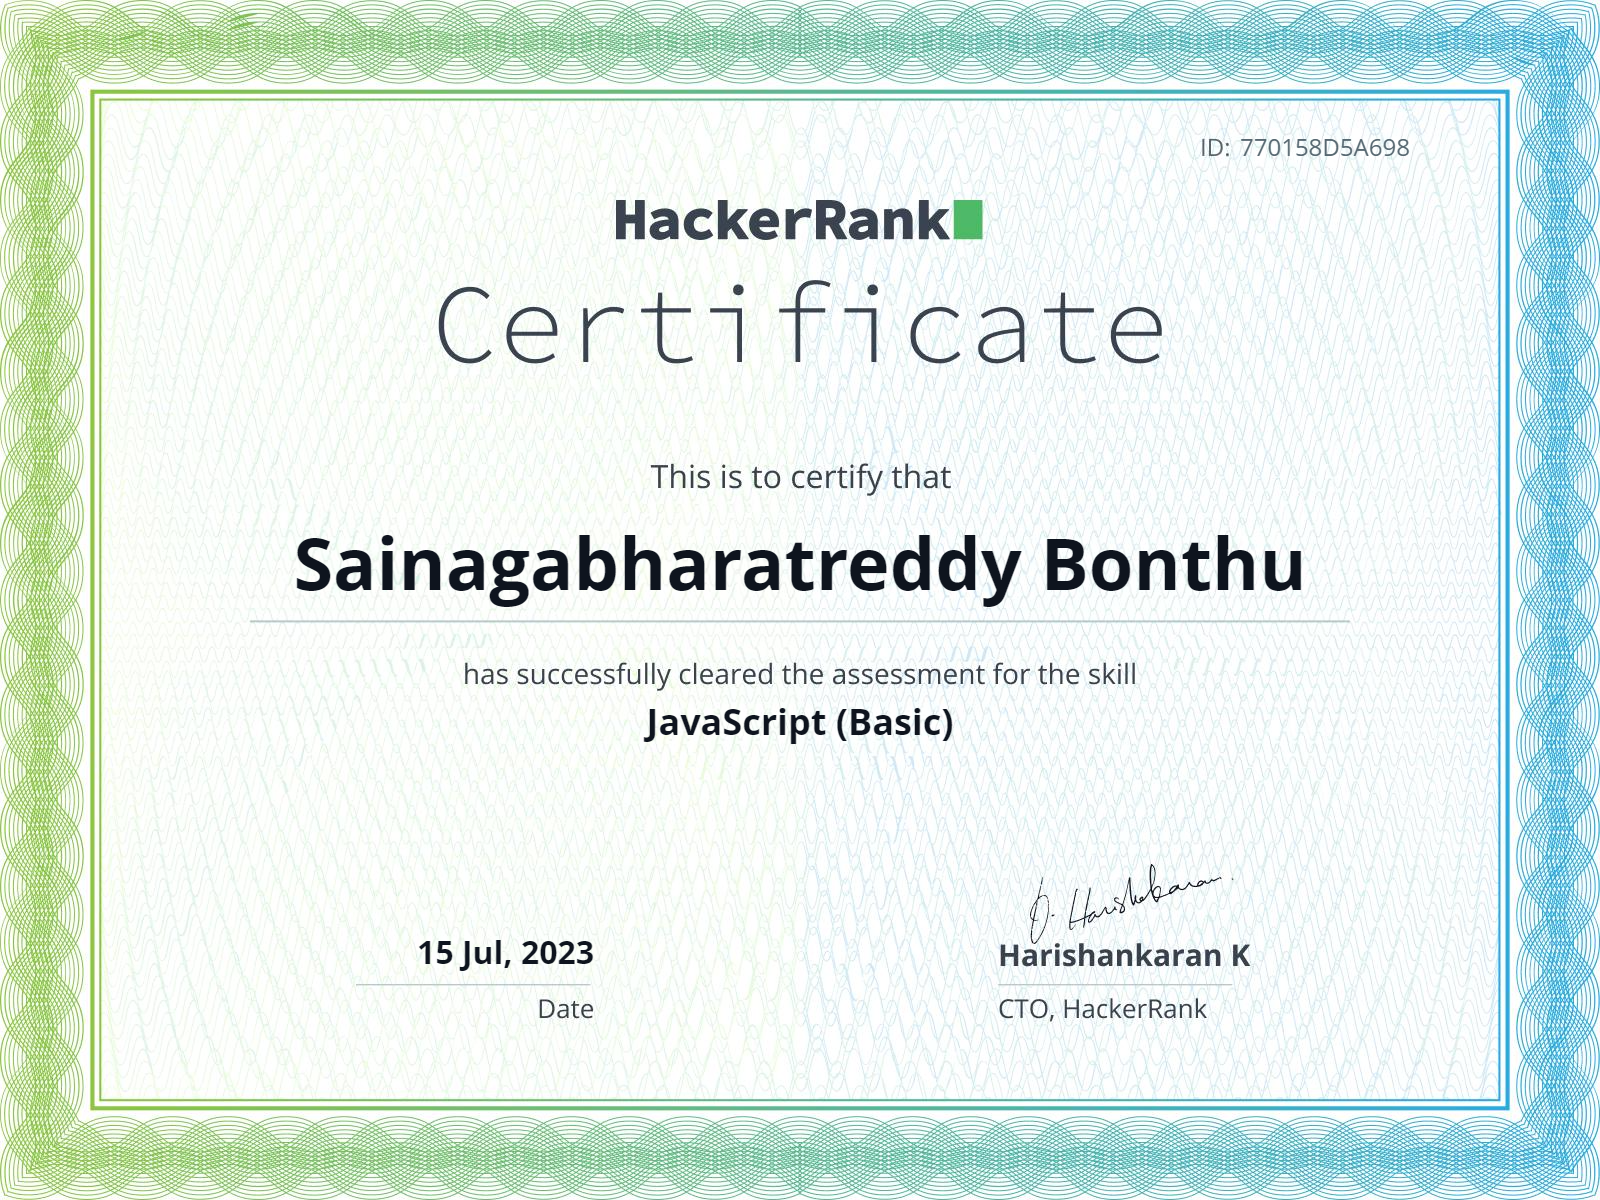 ID: 770158D5A698
HackerRank
Certificate
This is to certify that
Sainagabharatreddy Bonthu
has successfully cleared the assessment for the skill
JavaScript (Basic)
J. Harishankaran
15 Jul, 2023
Harishankaran K
Date
CTO, HackerRank